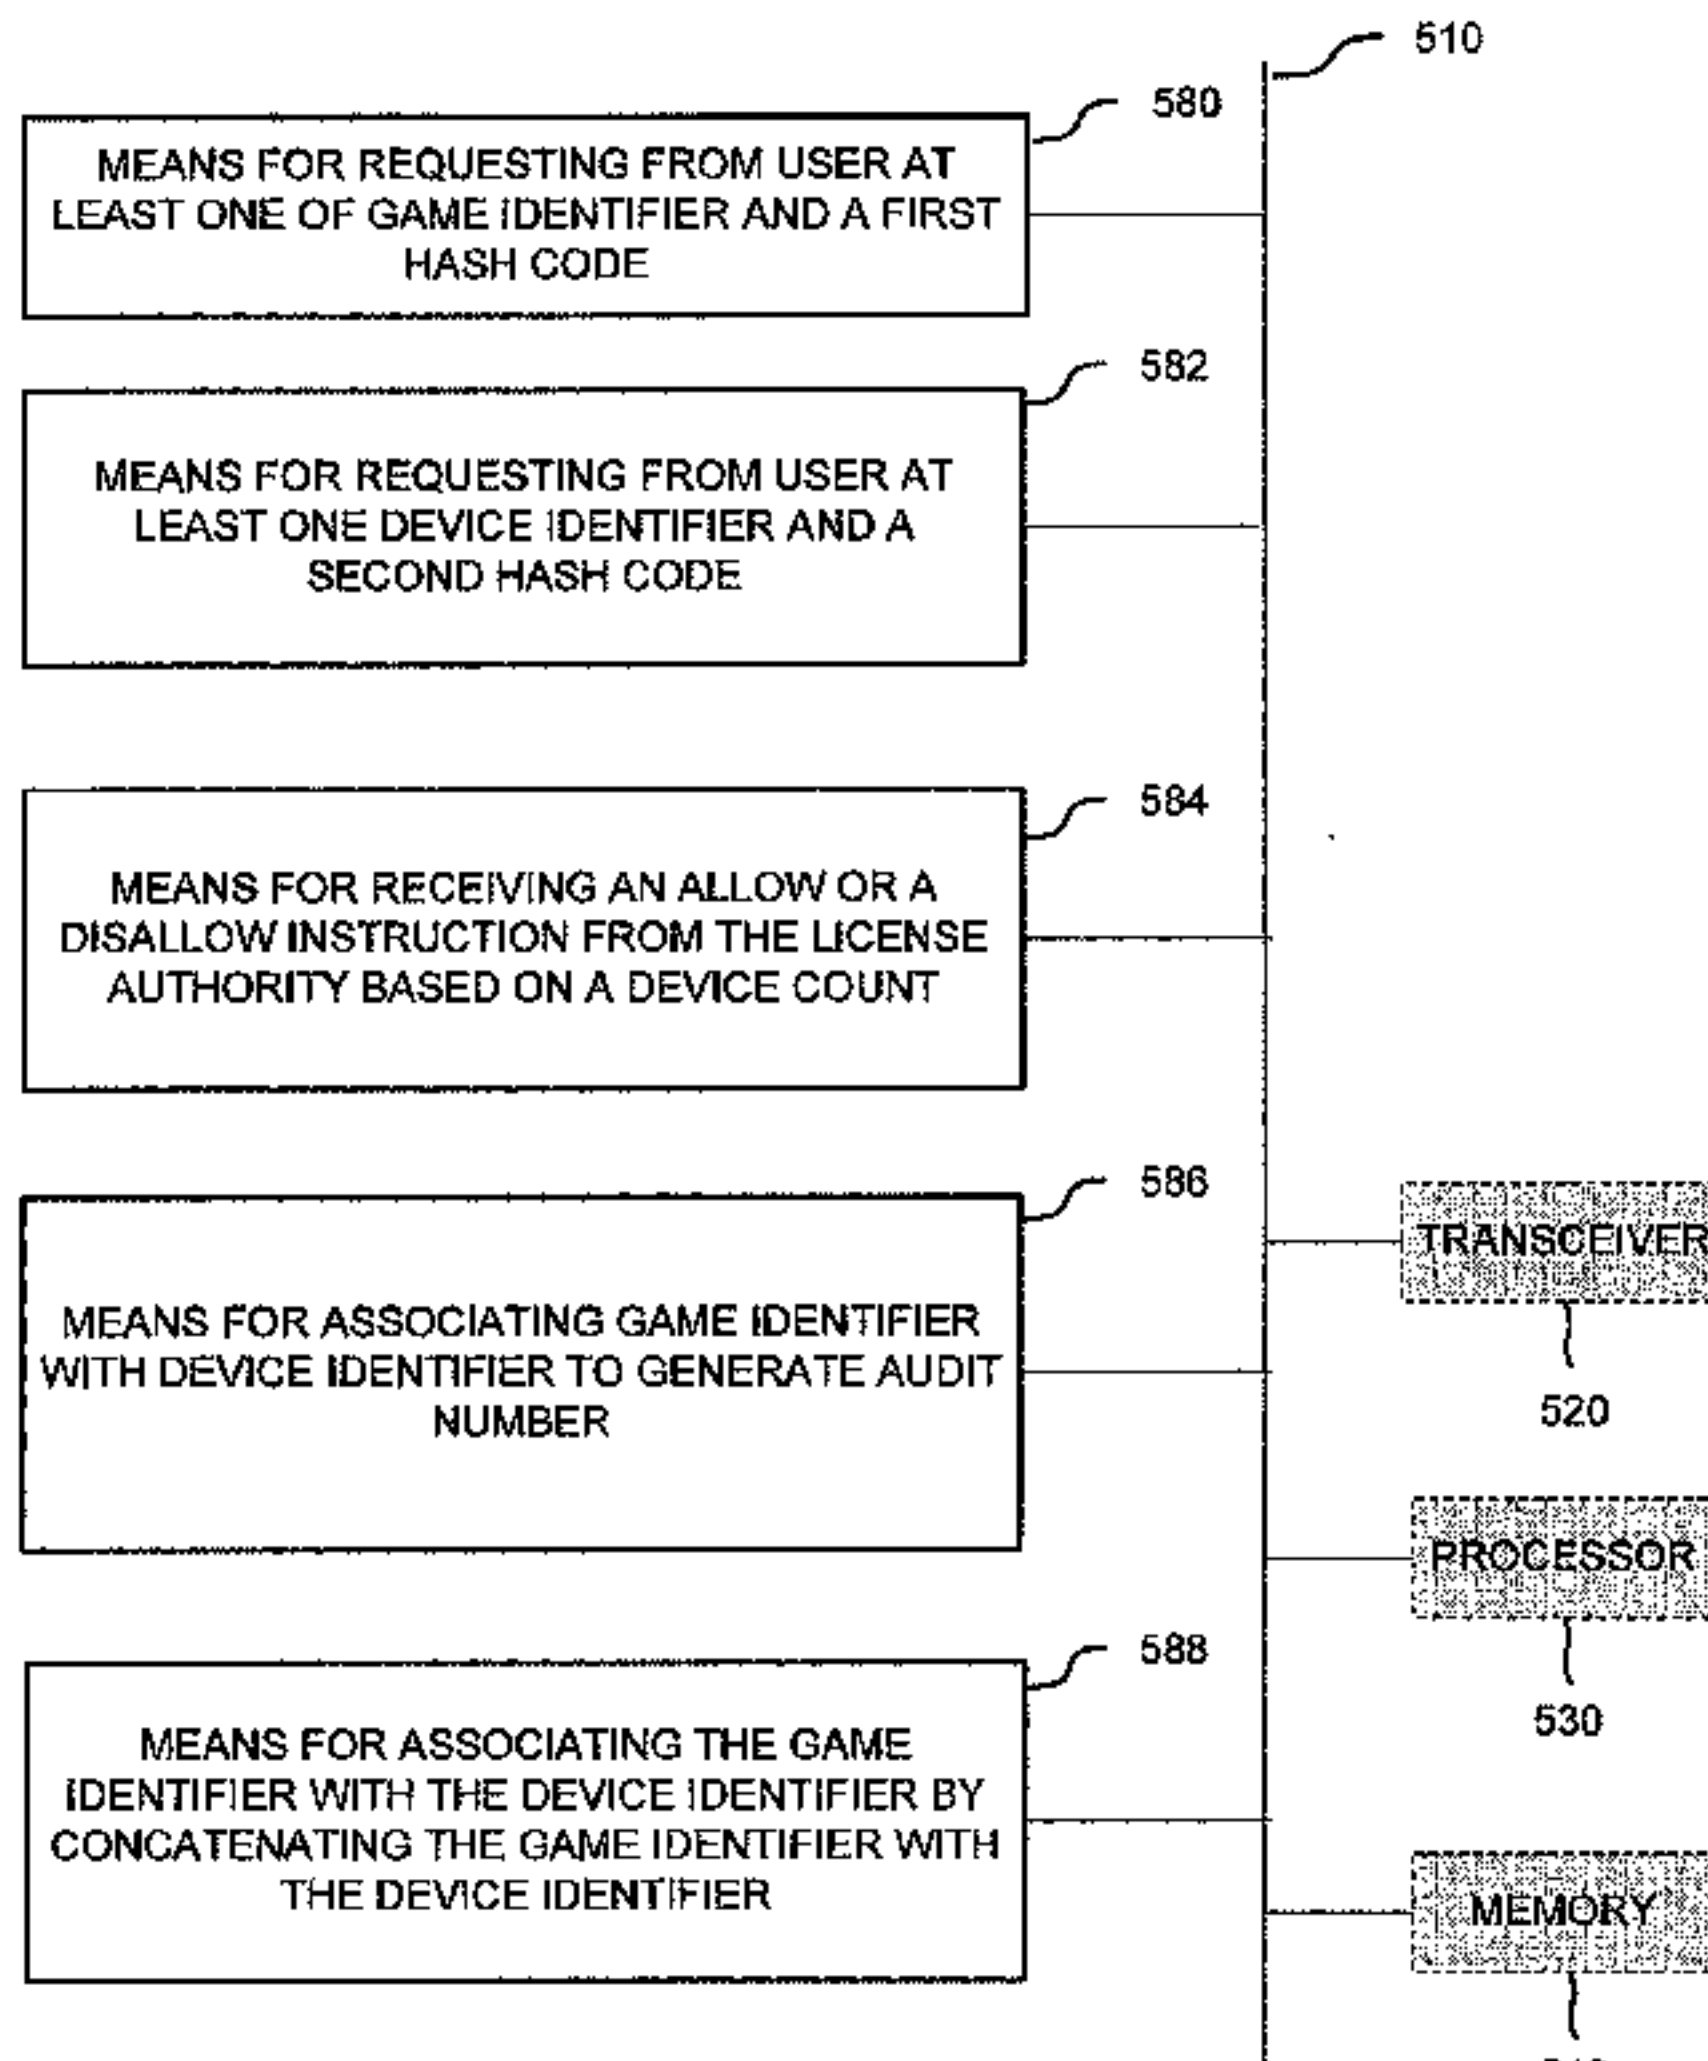 510
580
MEANS FOR REQUESTING FROM USER AT
LEAST ONE OF GAME IDENTIFIER AND A FIRST
HASH CODE
582
MEANS FOR REQUESTING FROM USER AT
LEAST ONE DEVICE IDENTIFIER AND A
SECOND HASH CODE
584
MEANS FOR RECEIVING AN ALLOW OR A
DISALLOW INSTRUCTION FROM THE LICENSE
AUTHORITY BASED ON A DEVICE COUNT
586
MEANS FOR ASSOCIATING GAME IDENTIFIER
WITH DEVICE IDENTIFIER TO GENERATE AUDIT
NUMBER
TRANSCEIVER
520
PROCESSOR
530
588
MEANS FOR ASSOCIATING THE GAME
IDENTIFIER WITH THE DEVICE IDENTIFIER BY
CONCATENATING THE GAME IDENTIFIER WITH
THE DEVICE IDENTIFIER
MEMORY